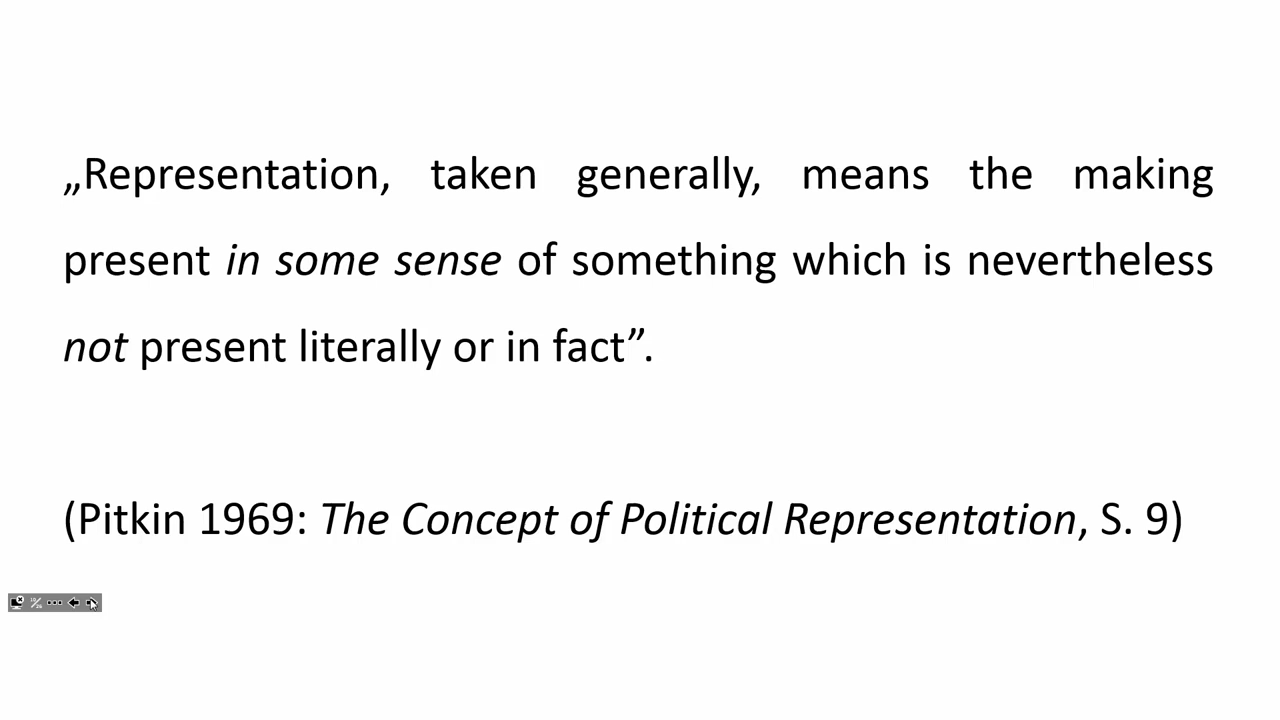 „Representation, taken generally, means the making
present in some sense of something which is nevertheless
not present literally or in fact”.
(Pitkin 1969: The Concept of Political Representation, S. 9)